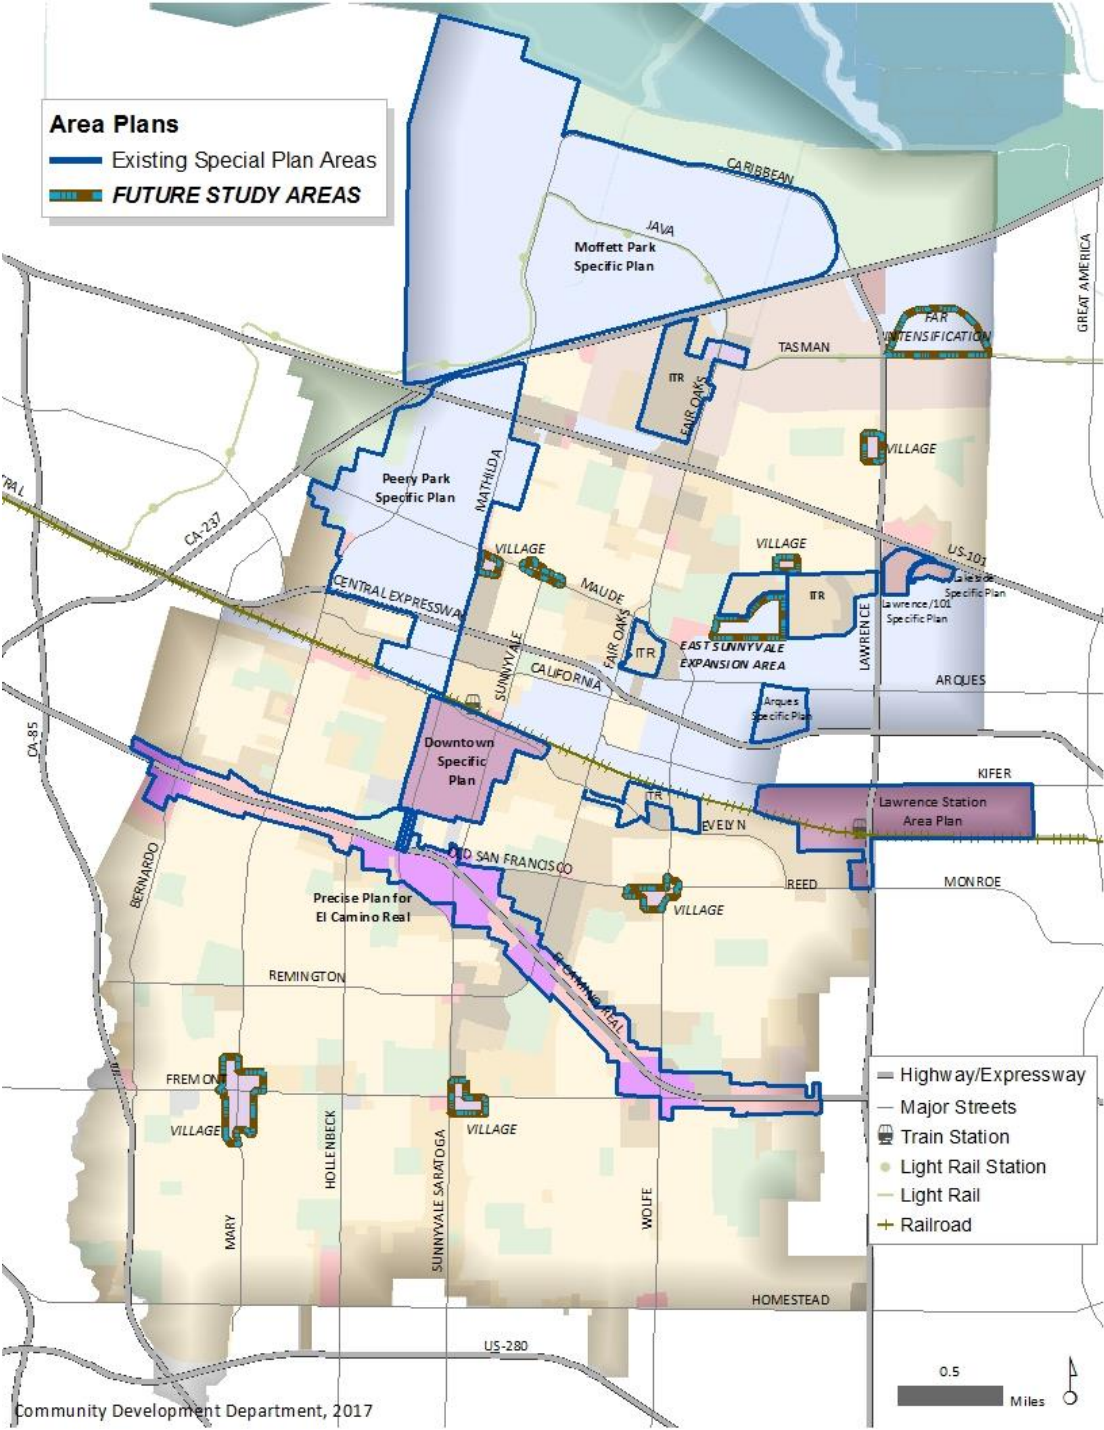 Area Plans
Existing Special Plan Areas
FUTURE STUDY AREAS
CARIBBEAN
JAVA
Moffett Park
Specific Plan
GREAT AMERICA
FAR
INTENSIFICATION
TASMAN
ITR
FAIR OAKS
VILLAGE
MATHILDA
Peery Park
Specific Plan
CA-237
US-101
VILLAGE
VILLAGE
MAUDE
CENTRAL EXPRESSWAY
ITR
Lakeside
Specific Plan
Lawrence/101
Specific Plan
LAWRENCE
FAIR OAKS
ITR
EAST SUNNYVALE
EXPANSION AREA
SUNNYVALE
CALIFORNIA
ARQUES
Arques
Specific Plan
CA-85
Downtown
Specific
Plan
KIFER
ITR
Lawrence Station
Area Plan
EVELYN
OLD SAN FRANCISCO
BERNARDO
REED
MONROE
Precise Plan for
El Camino Real
VILLAGE
REMINGTON
EL CAMINO REAL
FREMONT
VILLAGE
VILLAGE
HOLLENBECK
SUNNYVALE SARATOGA
MARY
WOLFE
Highway/Expressway
Major Streets
Train Station
Light Rail Station
Light Rail
Railroad
HOMESTEAD
US-280
0.5
Miles
Community Development Department, 2017